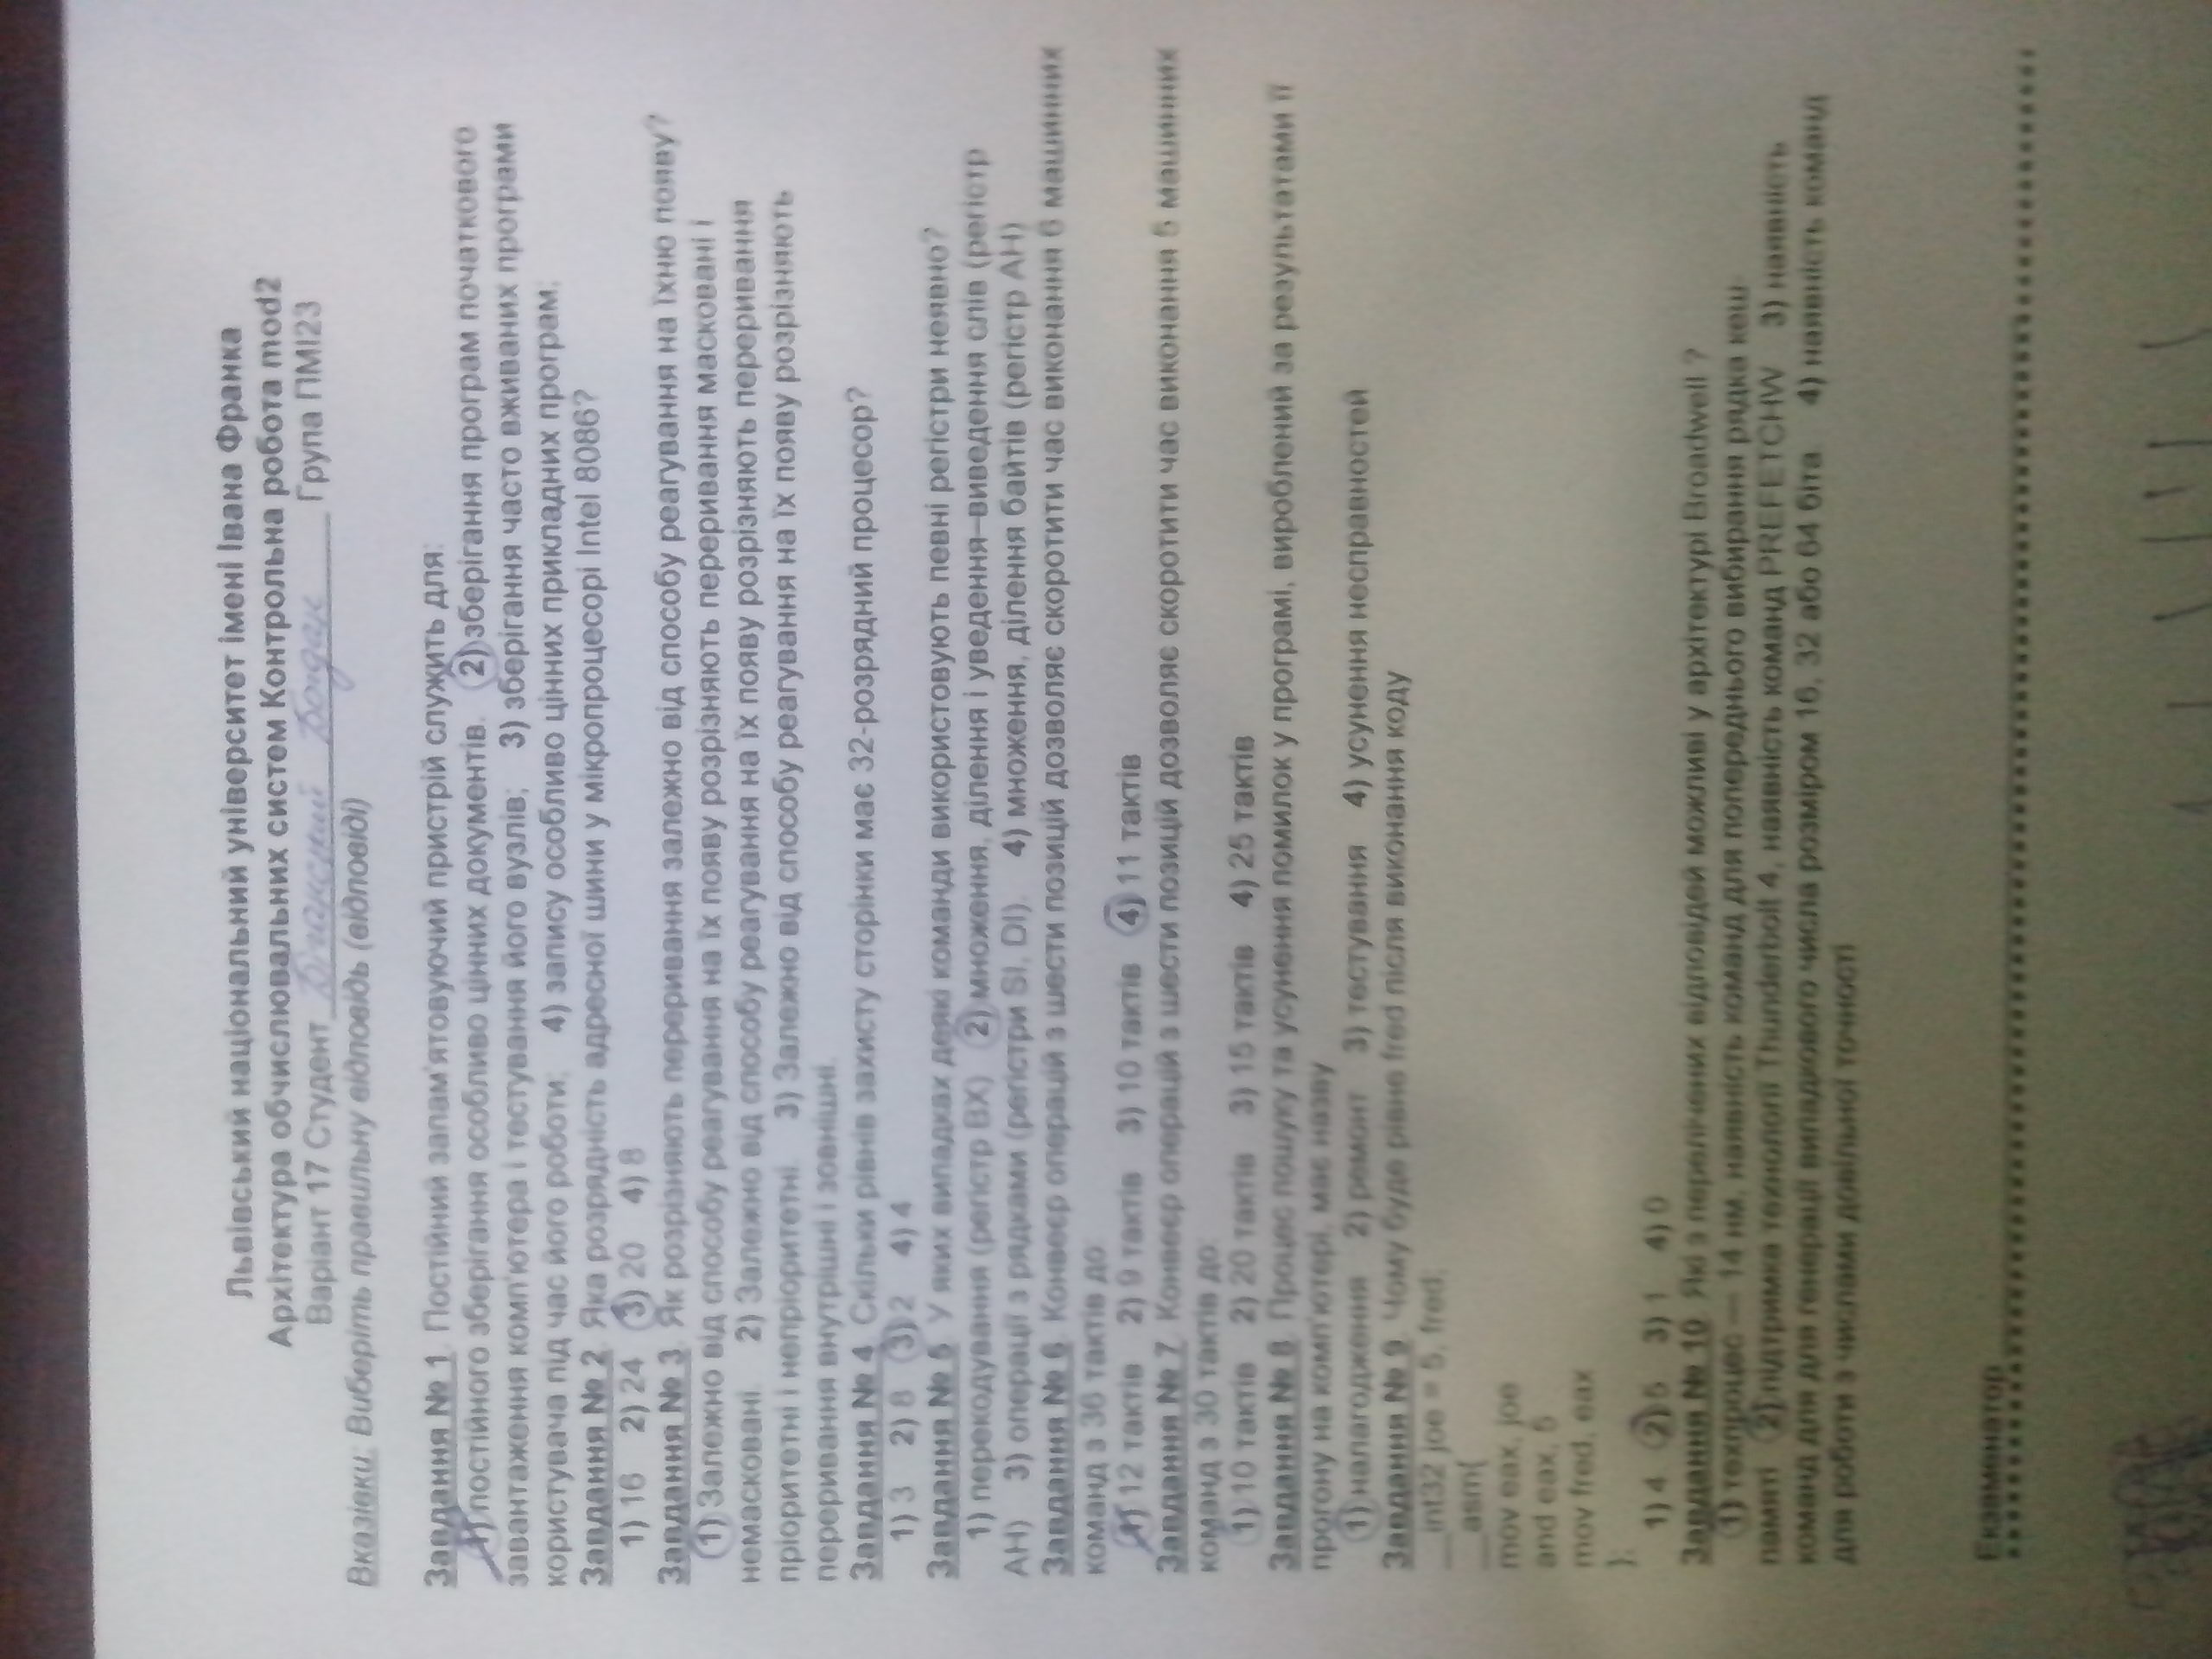 Львівський національний університет імені Івана Франка
Архітектура обчислювальних систем Контрольна робота mod2
Варіант 17 Студент Богдан Група ПМІ23
Вказівки: Виберіть правильну відповідь (відповіді)
Завдання № 1. Постійний запам'ятовуючий пристрій служить для:
1) постійного зберігання особливо цінних документів. 2) зберігання програм початкового
завантаження комп'ютера і тестування його вузлів; 3) зберігання часто вживаних програми
користувача під час його роботи; 4) запису особливо цінних прикладних програм;
Завдання № 2. Яка розрядність адресної шини у мікропроцесорі Intel 8086?
1) 16 2) 24 3) 20 4) 8
Завдання № 3. Як розрізняють переривання залежно від способу реагування на їхню появу?
1) Залежно від способу реагування на їх появу розрізняють переривання масковані і
немасковані. 2) Залежно від способу реагування на їх появу розрізняють переривання
пріоритетні і непріоритетні. 3) Залежно від способу реагування на їх появу розрізняють
переривання внутрішні і зовнішні.
Завдання № 4. Скільки рівнів захисту сторінки має 32-розрядний процесор?
1) 3 2) 8 3) 2 4) 4
Завдання № 5. У яких випадках деякі команди використовують певні регістри неявно?
1) перекодування (регістр BX) 2) множення, ділення і уведення–виведення слів (регістр
AH) 3) операції з рядками (регістри SI, DI). 4) множення, ділення байтів (регістр AH)
Завдання № 6. Конвеєр операцій з шести позицій дозволяє скоротити час виконання 6 машинних
команд з 36 тактів до:
1) 12 тактів 2) 9 тактів 3) 10 тактів 4) 11 тактів
Завдання № 7. Конвеєр операцій з шести позицій дозволяє скоротити час виконання 5 машинних
команд з 30 тактів до:
1) 10 тактів 2) 20 тактів 3) 15 тактів 4) 25 тактів
Завдання № 8. Процес пошуку та усунення помилок у програмі, вироблений за результатами її
прогону на комп'ютері, має назву
1) налагодження 2) ремонт 3) тестування 4) усунення несправностей
Завдання № 9. Чому буде рівне fred після виконання коду
__int32 joe = 5, fred;
__asm{
mov eax, joe
and eax, 5
mov fred, eax
};
1) 4 2) 5 3) 1 4) 0
Завдання № 10. Які з перелічених відповідей можливі у архітектурі Broadwell ?
1) техпроцес — 14 нм, наявність команд для попереднього вибирання рядка кеш-
памяті 2) підтримка технології Thunderbolt 4, наявність команд PREFETCHW 3) наявність
команд для для генерації випадкового числа розміром 16, 32 або 64 біта. 4) наявність команд
для роботи з числами довільної точності
Екзаменатор